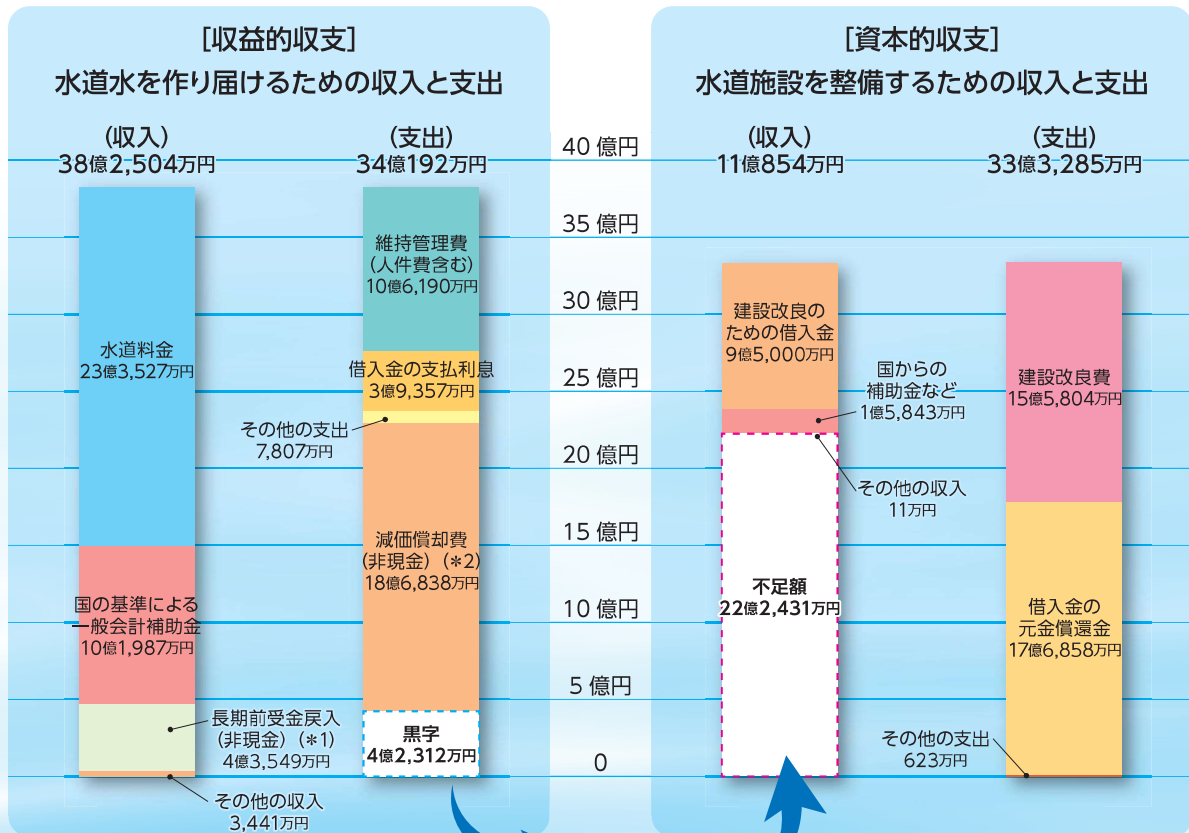 [収益的収支]
水道水を作り届けるための収入と支出
(収入)
38億2,504万円
(支出)
34億192万円
水道料金
23億3,527万円
国の基準による
一般会計補助金
10億1,987万円
長期前受金戻入
(非現金)(*1)
4億3,549万円
その他の収入
3,441万円
維持管理費
(人件費含む)
10億6,190万円
借入金の支払利息
3億9,357万円
その他の支出
7,807万円
減価償却費
(非現金)(*2)
18億6,838万円
黒字
4億2,312万円
40億円
35億円
30億円
25億円
20億円
15億円
10億円
5億円
0
[資本的収支]
水道施設を整備するための収入と支出
(収入)
11億854万円
(支出)
33億3,285万円
建設改良の
ための借入金
9億5,000万円
国からの
補助金など
1億5,843万円
その他の収入
11万円
不足額
22億2,431万円
建設改良費
15億5,804万円
借入金の
元金償還金
17億6,858万円
その他の支出
623万円